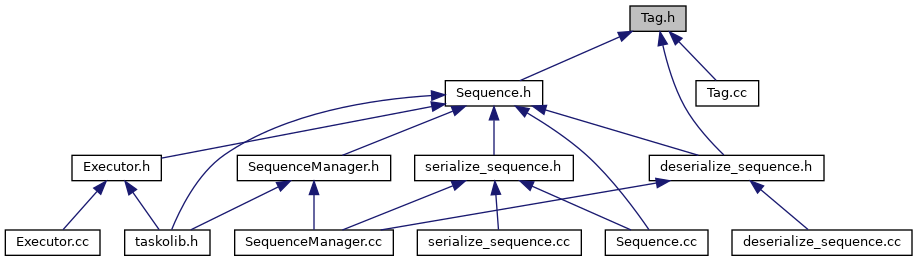 Tag.h
Sequence.h
Tag.cc
Executor.h
SequenceManager.h
serialize_sequence.h
deserialize_sequence.h
Executor.cc
taskolib.h
SequenceManager.cc
serialize_sequence.cc
Sequence.cc
deserialize_sequence.cc